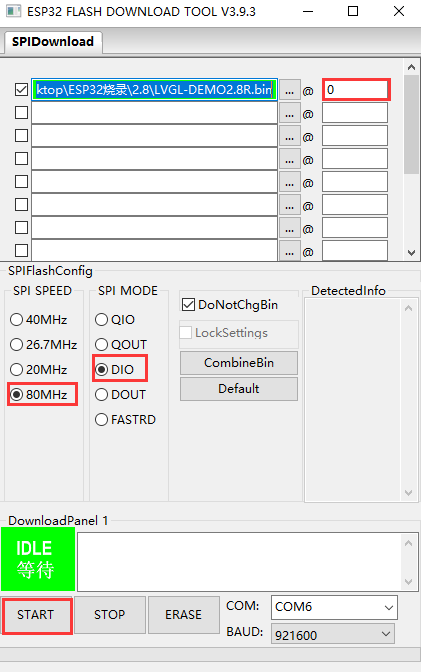 ESP32 FLASH DOWNLOAD TOOL V3.9.3
SPIDownload
ktop\ESP32烧录\2.8\LVGL-DEMO2.8R.bin ... @ 0
... @
... @
... @
... @
... @
... @
... @
SPIFlashConfig
SPI SPEED
40MHz
26.7MHz
20MHz
80MHz
SPI MODE
QIO
QOUT
DIO
DOUT
FASTRD
DoNotChgBin
LockSettings
CombineBin
Default
DetectedInfo
DownloadPanel 1
IDLE
等待
START STOP ERASE
COM: COM6
BAUD: 921600